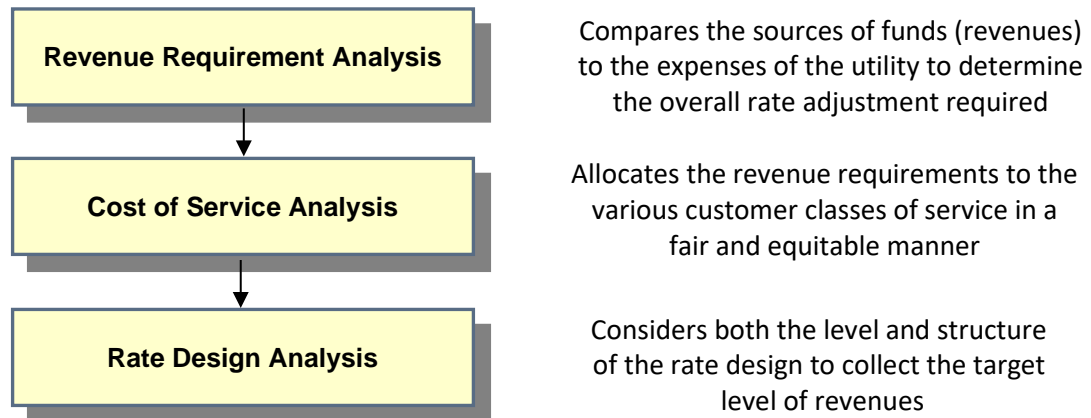 Revenue Requirement Analysis
Compares the sources of funds (revenues)
to the expenses of the utility to determine
the overall rate adjustment required
Cost of Service Analysis
Allocates the revenue requirements to the
various customer classes of service in a
fair and equitable manner
Rate Design Analysis
Considers both the level and structure
of the rate design to collect the target
level of revenues